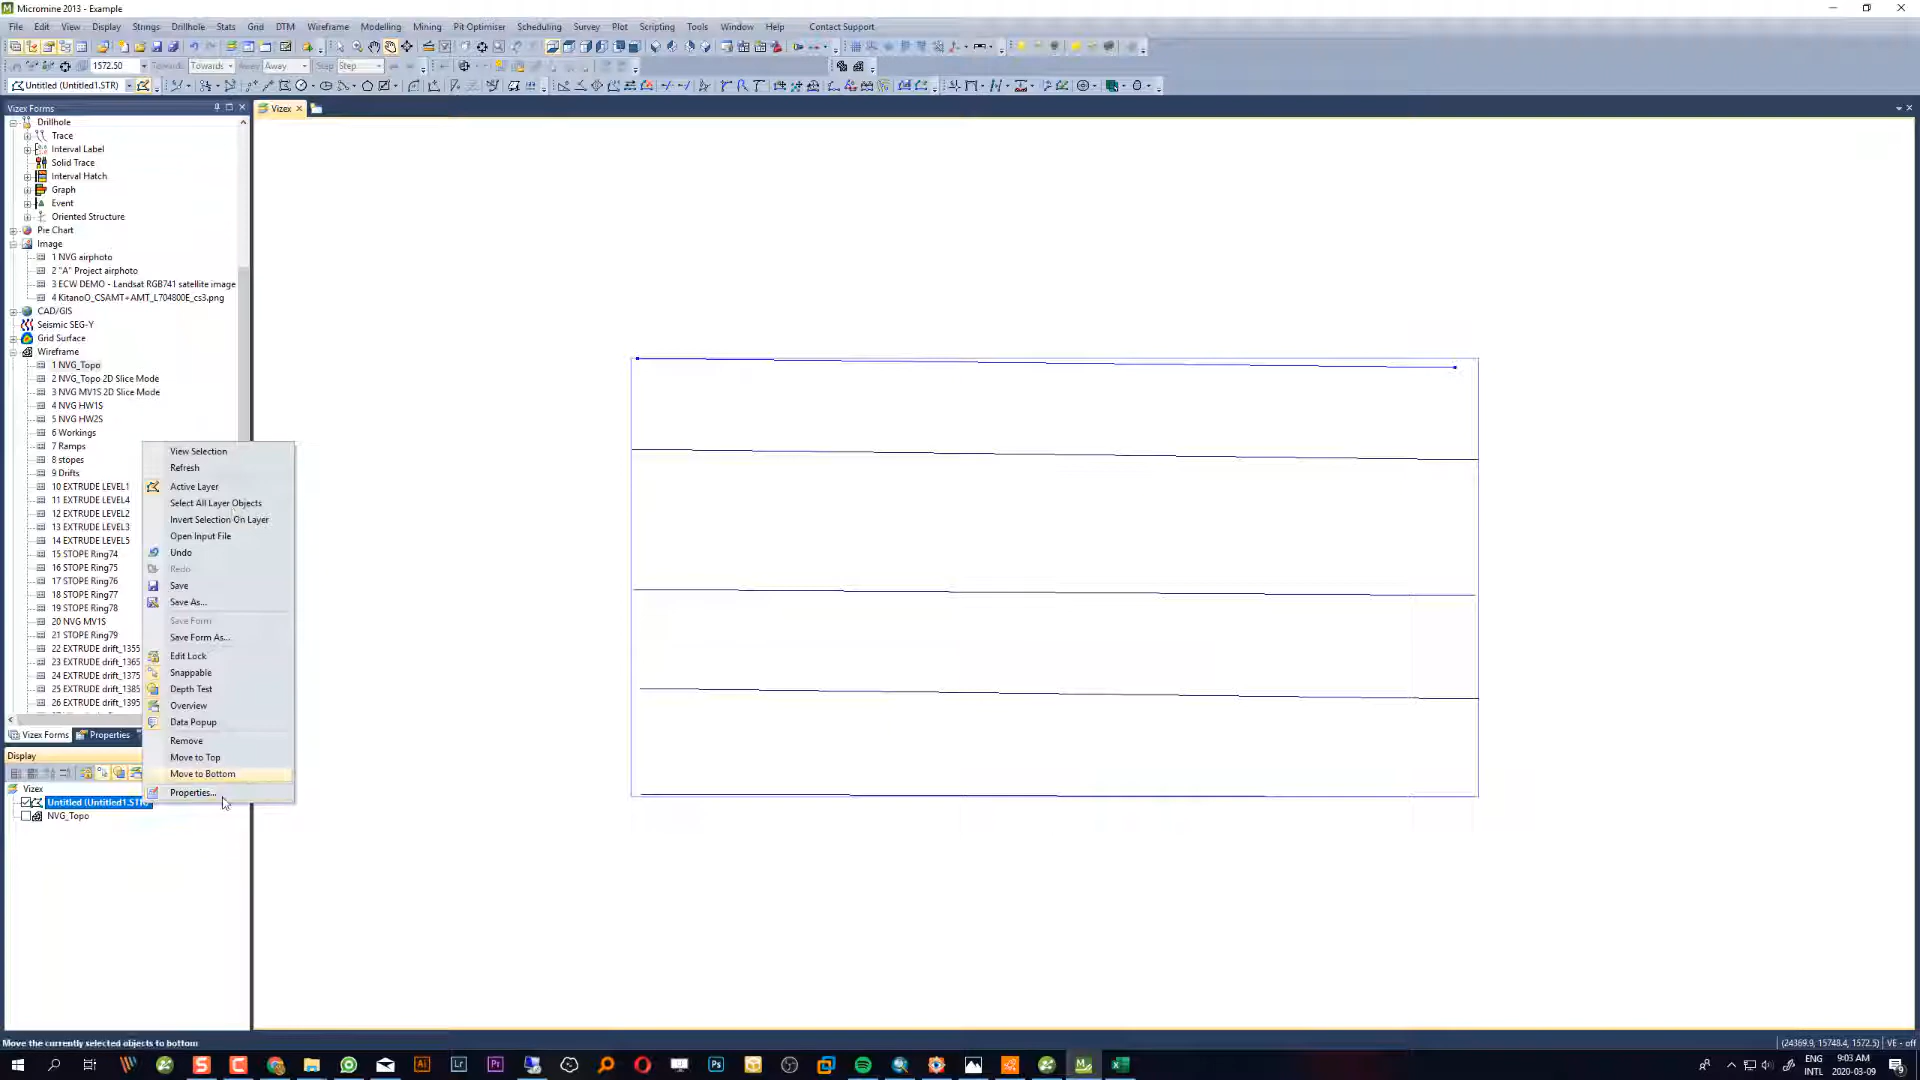 Micromine 2013 - Example
File Edit View Display Strings Drillhole Stats Grid DTM Wireframe Modelling Mining Pit Optimiser Scheduling Survey Plot Scripting Tools Window Help Contact Support
1572.50 Towards Towards Away Away Step Step
Untitled (Untitled1.STR)
Vizex Forms
Vizex
Drillhole
Trace
Interval Label
Solid Trace
Interval Hatch
Graph
Event
Oriented Structure
Pie Chart
Image
1 NVG airphoto
2 "A" Project airphoto
3 ECW DEMO - Landsat RGB741 satellite image
4 KitanoO_CSAMT+AMT_L704800E_cs3.png
CAD/GIS
Seismic SEG-Y
Grid Surface
Wireframe
1 NVG_Topo
2 NVG_Topo 2D Slice Mode
3 NVG MV1S 2D Slice Mode
4 NVG HW1S
5 NVG HW2S
6 Workings
7 Ramps
8 stopes
9 Drifts
10 EXTRUDE LEVEL1
11 EXTRUDE LEVEL4
12 EXTRUDE LEVEL2
13 EXTRUDE LEVEL3
14 EXTRUDE LEVEL5
15 STOPE Ring74
16 STOPE Ring75
17 STOPE Ring76
18 STOPE Ring77
19 STOPE Ring78
20 NVG MV1S
21 STOPE Ring79
22 EXTRUDE drift_1355
23 EXTRUDE drift_1365
24 EXTRUDE drift_1375
25 EXTRUDE drift_1385
26 EXTRUDE drift_1395
View Selection
Refresh
Active Layer
Select All Layer Objects
Invert Selection On Layer
Open Input File
Undo
Redo
Save
Save As...
Save Form
Save Form As...
Edit Lock
Snappable
Depth Test
Overview
Data Popup
Remove
Move to Top
Move to Bottom
Properties...
Vizex Forms Properties
Display
Vizex
Untitled (Untitled1.STR)
NVG_Topo
Move the currently selected objects to bottom
(24369.9, 15748.4, 1572.5) VE - off
ENG
INTL
9:03 AM
2020-03-09